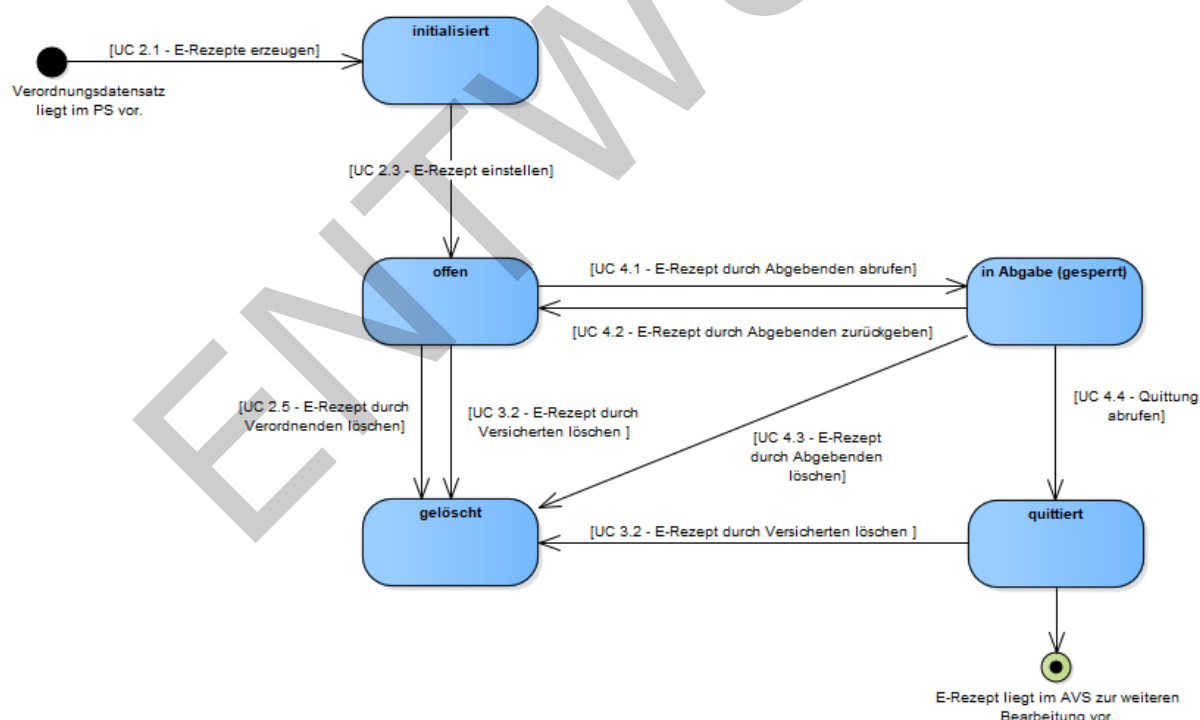 initialisiert
[UC 2.1 - E-Rezepte erzeugen]
Verordnungsdatensatz
liegt im PS vor.
[UC 2.3 - E-Rezept einstellen]
offen
[UC 4.1 - E-Rezept durch Abgebenden abrufen]
in Abgabe (gesperrt)
[UC 4.2 - E-Rezept durch Abgebenden zurückgeben]
[UC 2.5 - E-Rezept durch
Verordnenden löschen]
[UC 3.2 - E-Rezept durch
Versicherten löschen ]
[UC 4.3 - E-Rezept
durch Abgebenden
löschen]
[UC 4.4 - Quittung
abrufen]
gelöscht
[UC 3.2 - E-Rezept durch Versicherten löschen ]
quittiert
E-Rezept liegt im AVS zur weiteren
Bearbeitung vor.
ENTWU